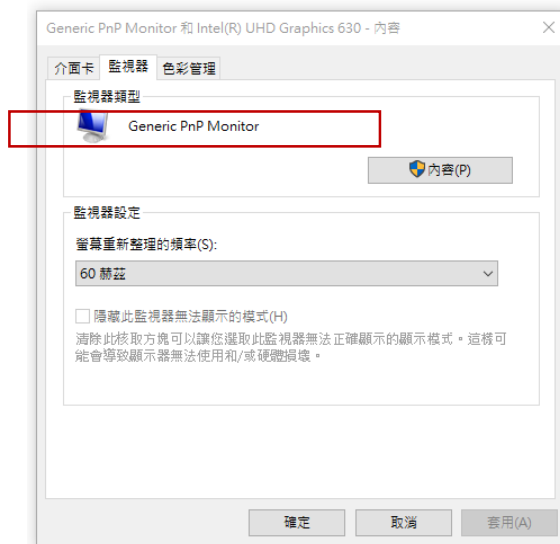 Generic PnP Monitor 和 Intel(R) UHD Graphics 630 - 內容
介面卡 監視器 色彩管理
監視器類型
Generic PnP Monitor
內容(P)
監視器設定
螢幕重新整理的頻率(S):
60 赫茲
隱藏此監視器無法顯示的模式(H)
清除此核取方塊可以讓您選取此監視器無法正確顯示的顯示模式。這樣可
能會導致顯示器無法使用和/或硬體損壞。
確定 取消 套用(A)